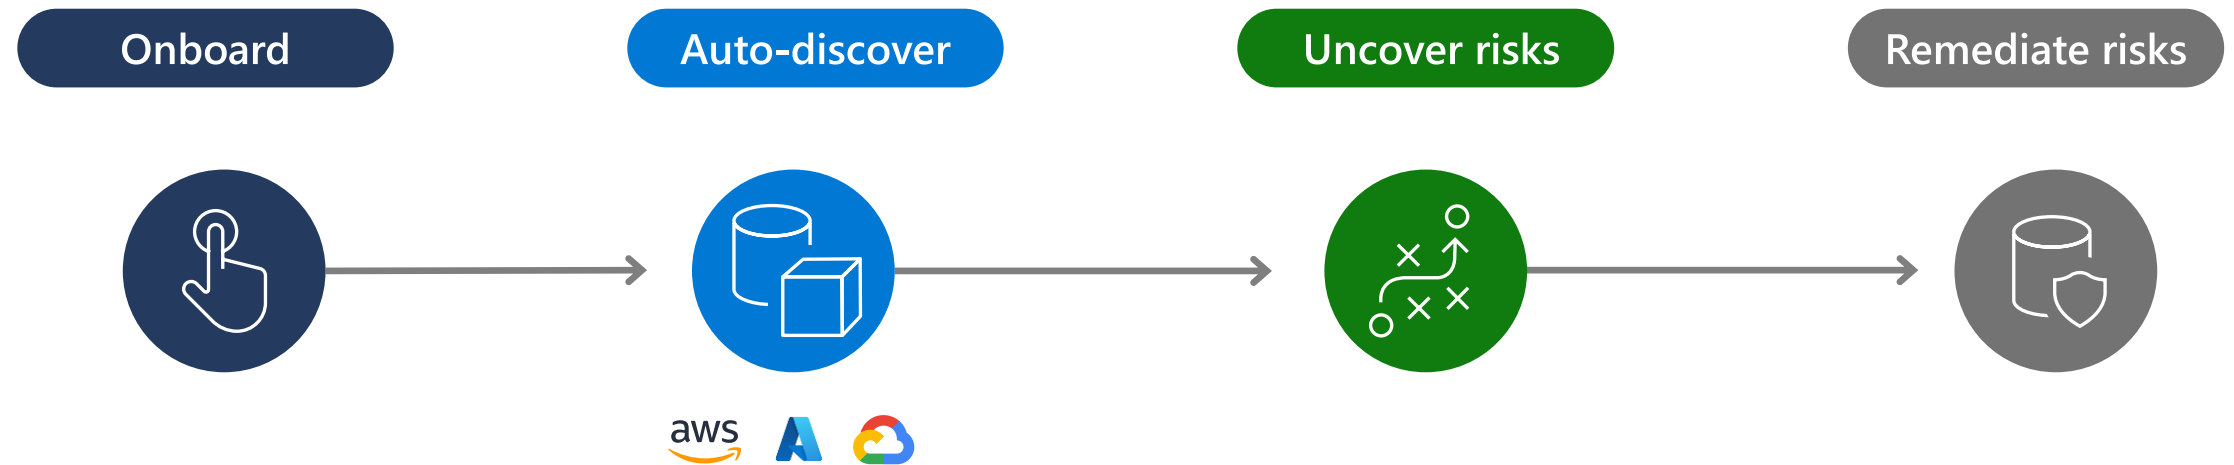 Onboard
Auto-discover
Uncover risks
Remediate risks
aws